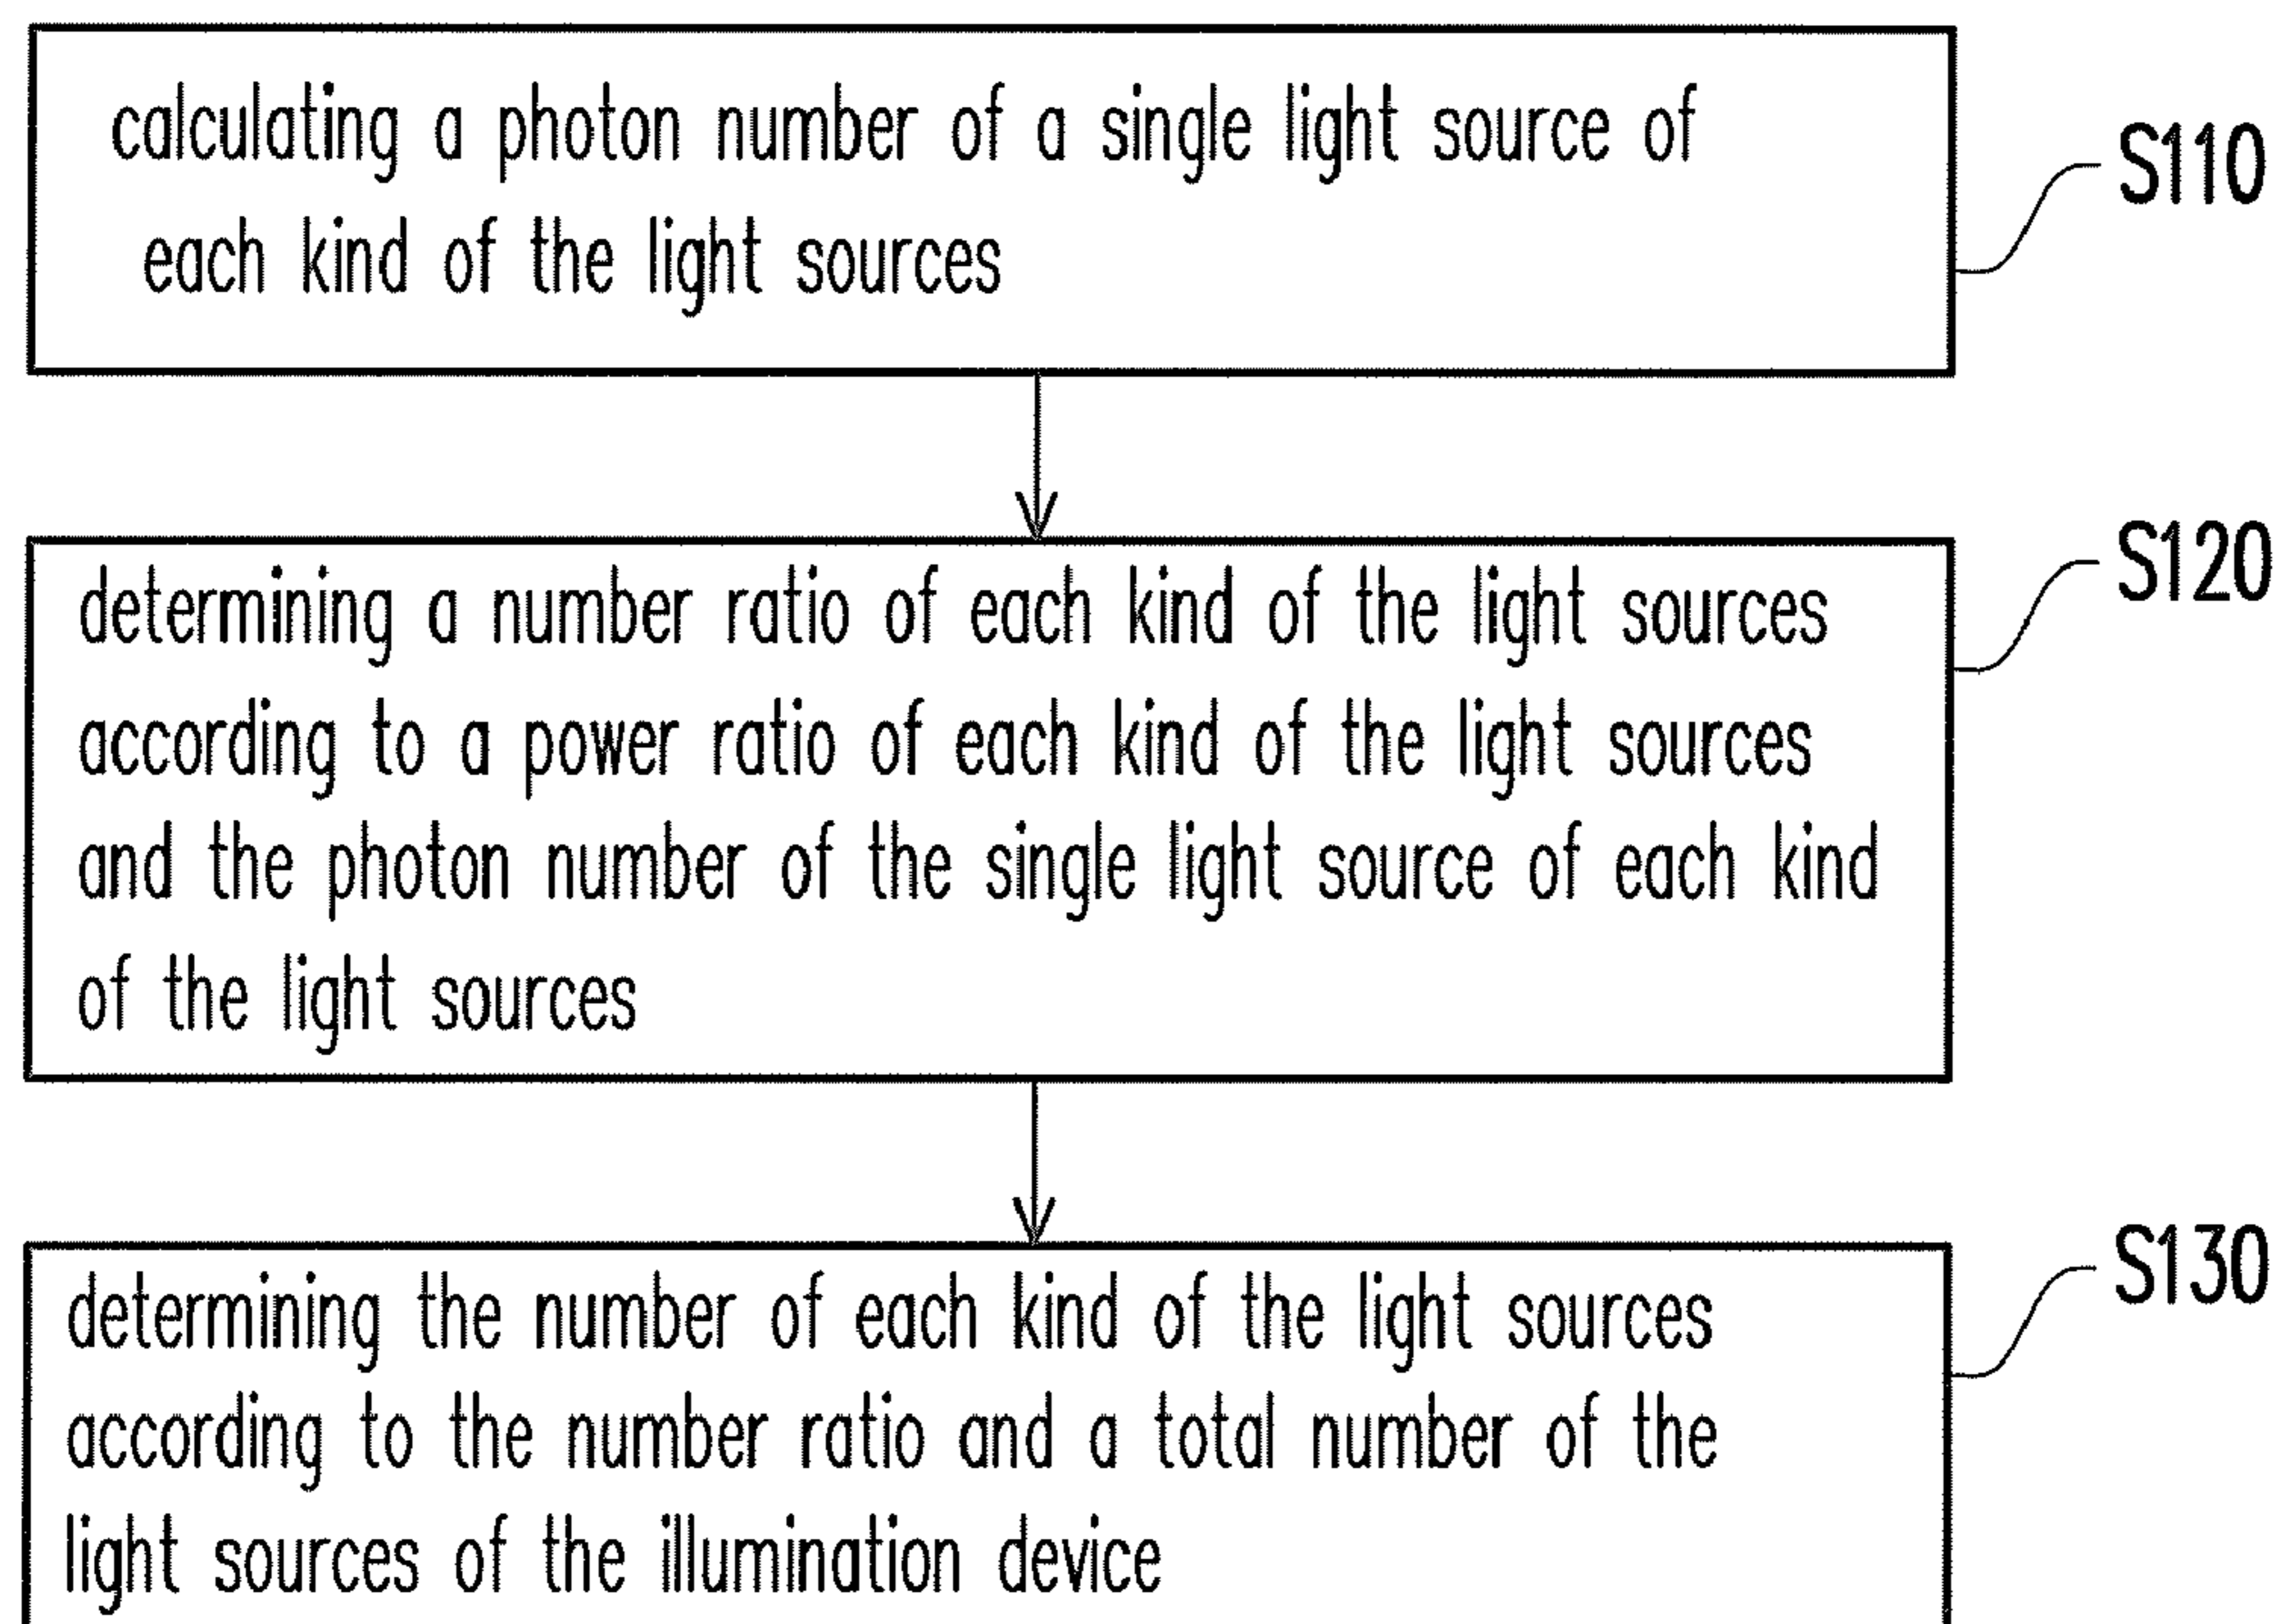 calculating a photon number of a single light source of
each kind of the light sources
S110
determining a number ratio of each kind of the light sources
according to a power ratio of each kind of the light sources
and the photon number of the single light source of each kind
of the light sources
S120
determining the number of each kind of the light sources
according to the number ratio and a total number of the
light sources of the illumination device
S130